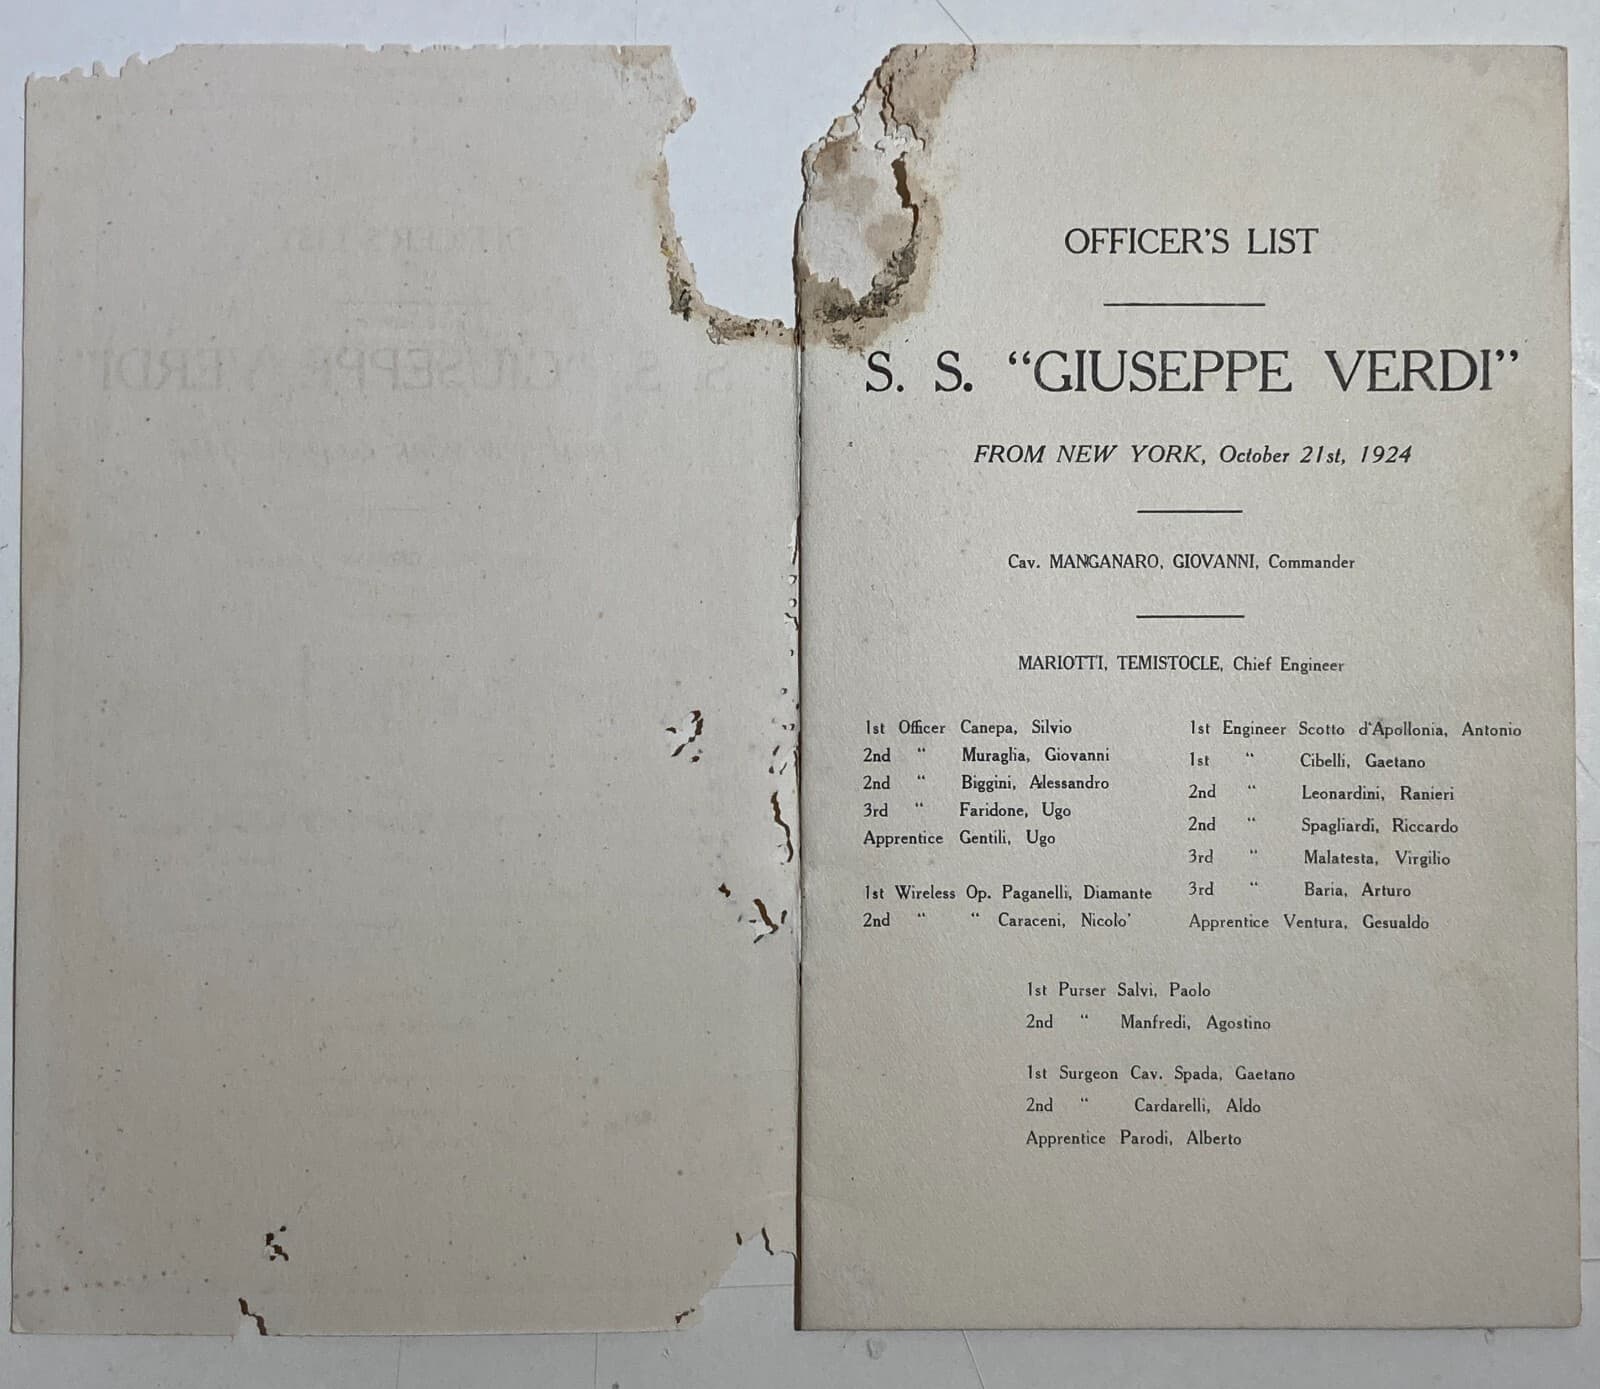 OFFICER'S LIST
S. S. "GIUSEPPE VERDI"
FROM NEW YORK, October 21st, 1924
Cav. MANGANARO, GIOVANNI, Commander
MARIOTTI, TEMISTOCLE, Chief Engineer
1st Officer Canepa, Silvio
2nd " Muraglia, Giovanni
2nd " Biggini, Alessandro
3rd " Faridone, Ugo
Apprentice Gentili, Ugo
1st Wireless Op. Paganelli, Diamante
2nd " " Caraceni, Nicolo'
1st Engineer Scotto d'Apollonia, Antonio
1st " Cibelli, Gaetano
2nd " Leonardini, Ranieri
2nd " Spagliardi, Riccardo
3rd " Malatesta, Virgilio
3rd " Baria, Arturo
Apprentice Ventura, Gesualdo
1st Purser Salvi, Paolo
2nd " Manfredi, Agostino
1st Surgeon Cav. Spada, Gaetano
2nd " Cardarelli, Aldo
Apprentice Parodi, Alberto